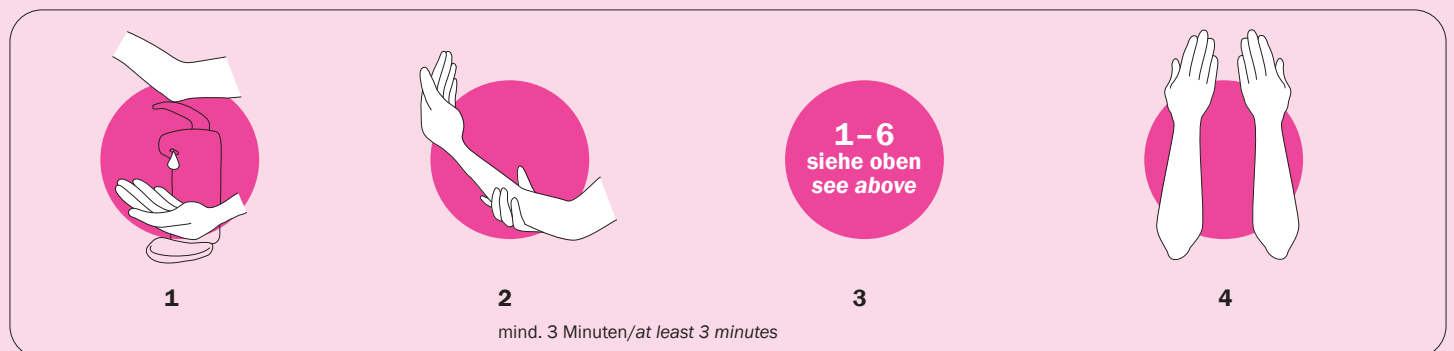 1–6
siehe oben
see above
1
2
3
4
mind. 3 Minuten/at least 3 minutes